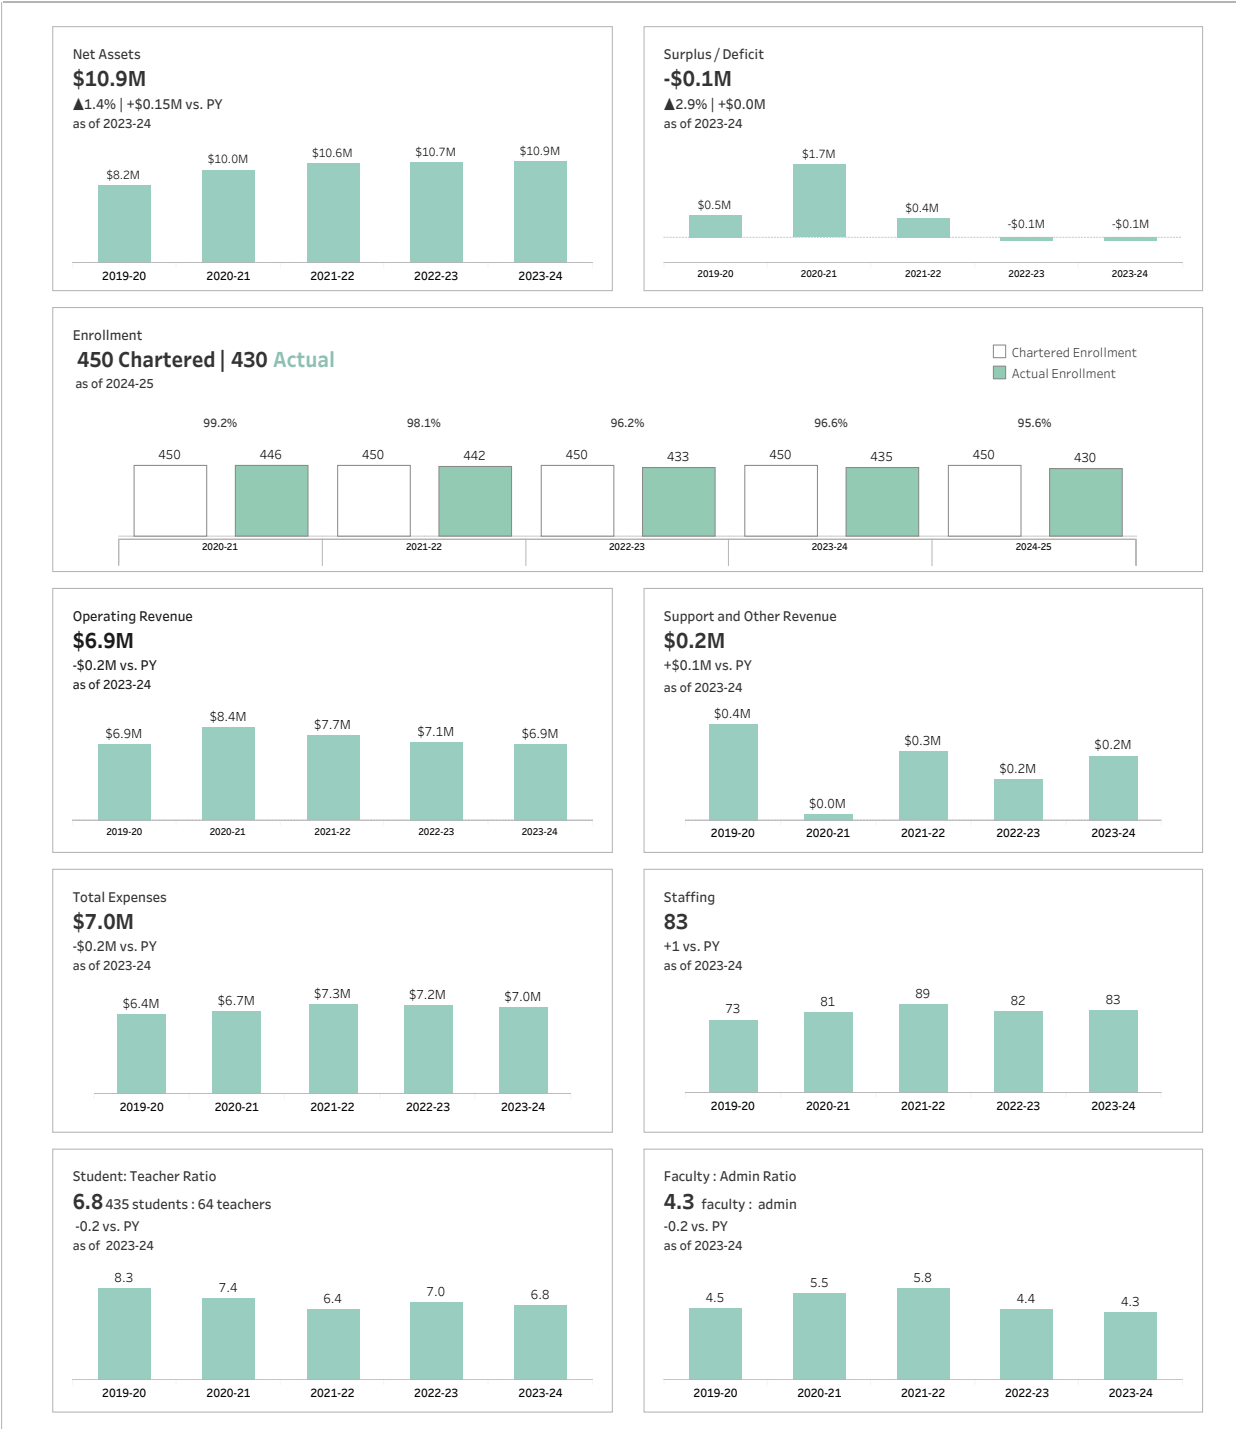 Net Assets
$10.9M
▲1.4% | +$0.15M vs. PY
as of 2023-24
$8.2M $10.0M $10.6M $10.7M $10.9M
2019-20 2020-21 2021-22 2022-23 2023-24
Surplus / Deficit
-$0.1M
▲2.9% | +$0.0M
as of 2023-24
$0.5M $1.7M $0.4M -$0.1M -$0.1M
2019-20 2020-21 2021-22 2022-23 2023-24
Enrollment
450 Chartered | 430 Actual
as of 2024-25
Chartered Enrollment
Actual Enrollment
99.2% 98.1% 96.2% 96.6% 95.6%
450 446 450 442 450 433 450 435 450 430
2020-21 2021-22 2022-23 2023-24 2024-25
Operating Revenue
$6.9M
-$0.2M vs. PY
as of 2023-24
$6.9M $8.4M $7.7M $7.1M $6.9M
2019-20 2020-21 2021-22 2022-23 2023-24
Support and Other Revenue
$0.2M
+$0.1M vs. PY
as of 2023-24
$0.4M $0.0M $0.3M $0.2M $0.2M
2019-20 2020-21 2021-22 2022-23 2023-24
Total Expenses
$7.0M
-$0.2M vs. PY
as of 2023-24
$6.4M $6.7M $7.3M $7.2M $7.0M
2019-20 2020-21 2021-22 2022-23 2023-24
Staffing
83
+1 vs. PY
as of 2023-24
73 81 89 82 83
2019-20 2020-21 2021-22 2022-23 2023-24
Student: Teacher Ratio
6.8 435 students : 64 teachers
-0.2 vs. PY
as of 2023-24
8.3 7.4 6.4 7.0 6.8
2019-20 2020-21 2021-22 2022-23 2023-24
Faculty : Admin Ratio
4.3 faculty : admin
-0.2 vs. PY
as of 2023-24
4.5 5.5 5.8 4.4 4.3
2019-20 2020-21 2021-22 2022-23 2023-24